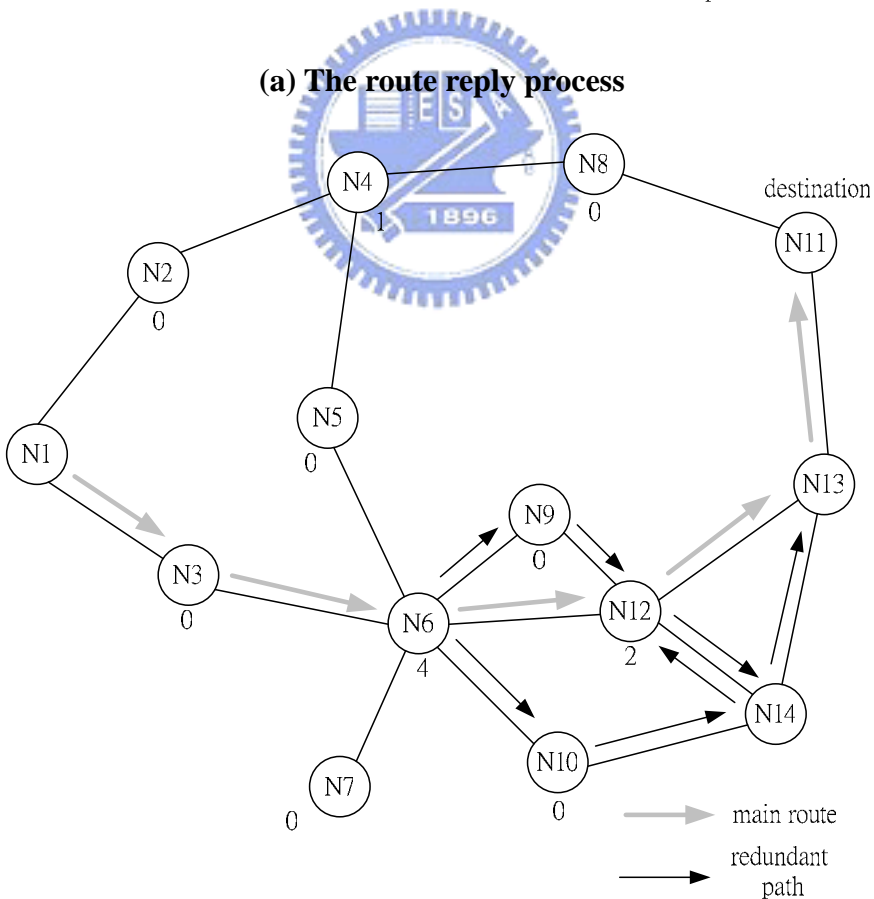 (a) The route reply process
E S A
1896
N4
1
N8
0
destination
N11
N2
0
N5
0
N1
N13
N9
0
N3
0
N6
4
N12
2
N14
N10
0
N7
0
main route
redundant
path